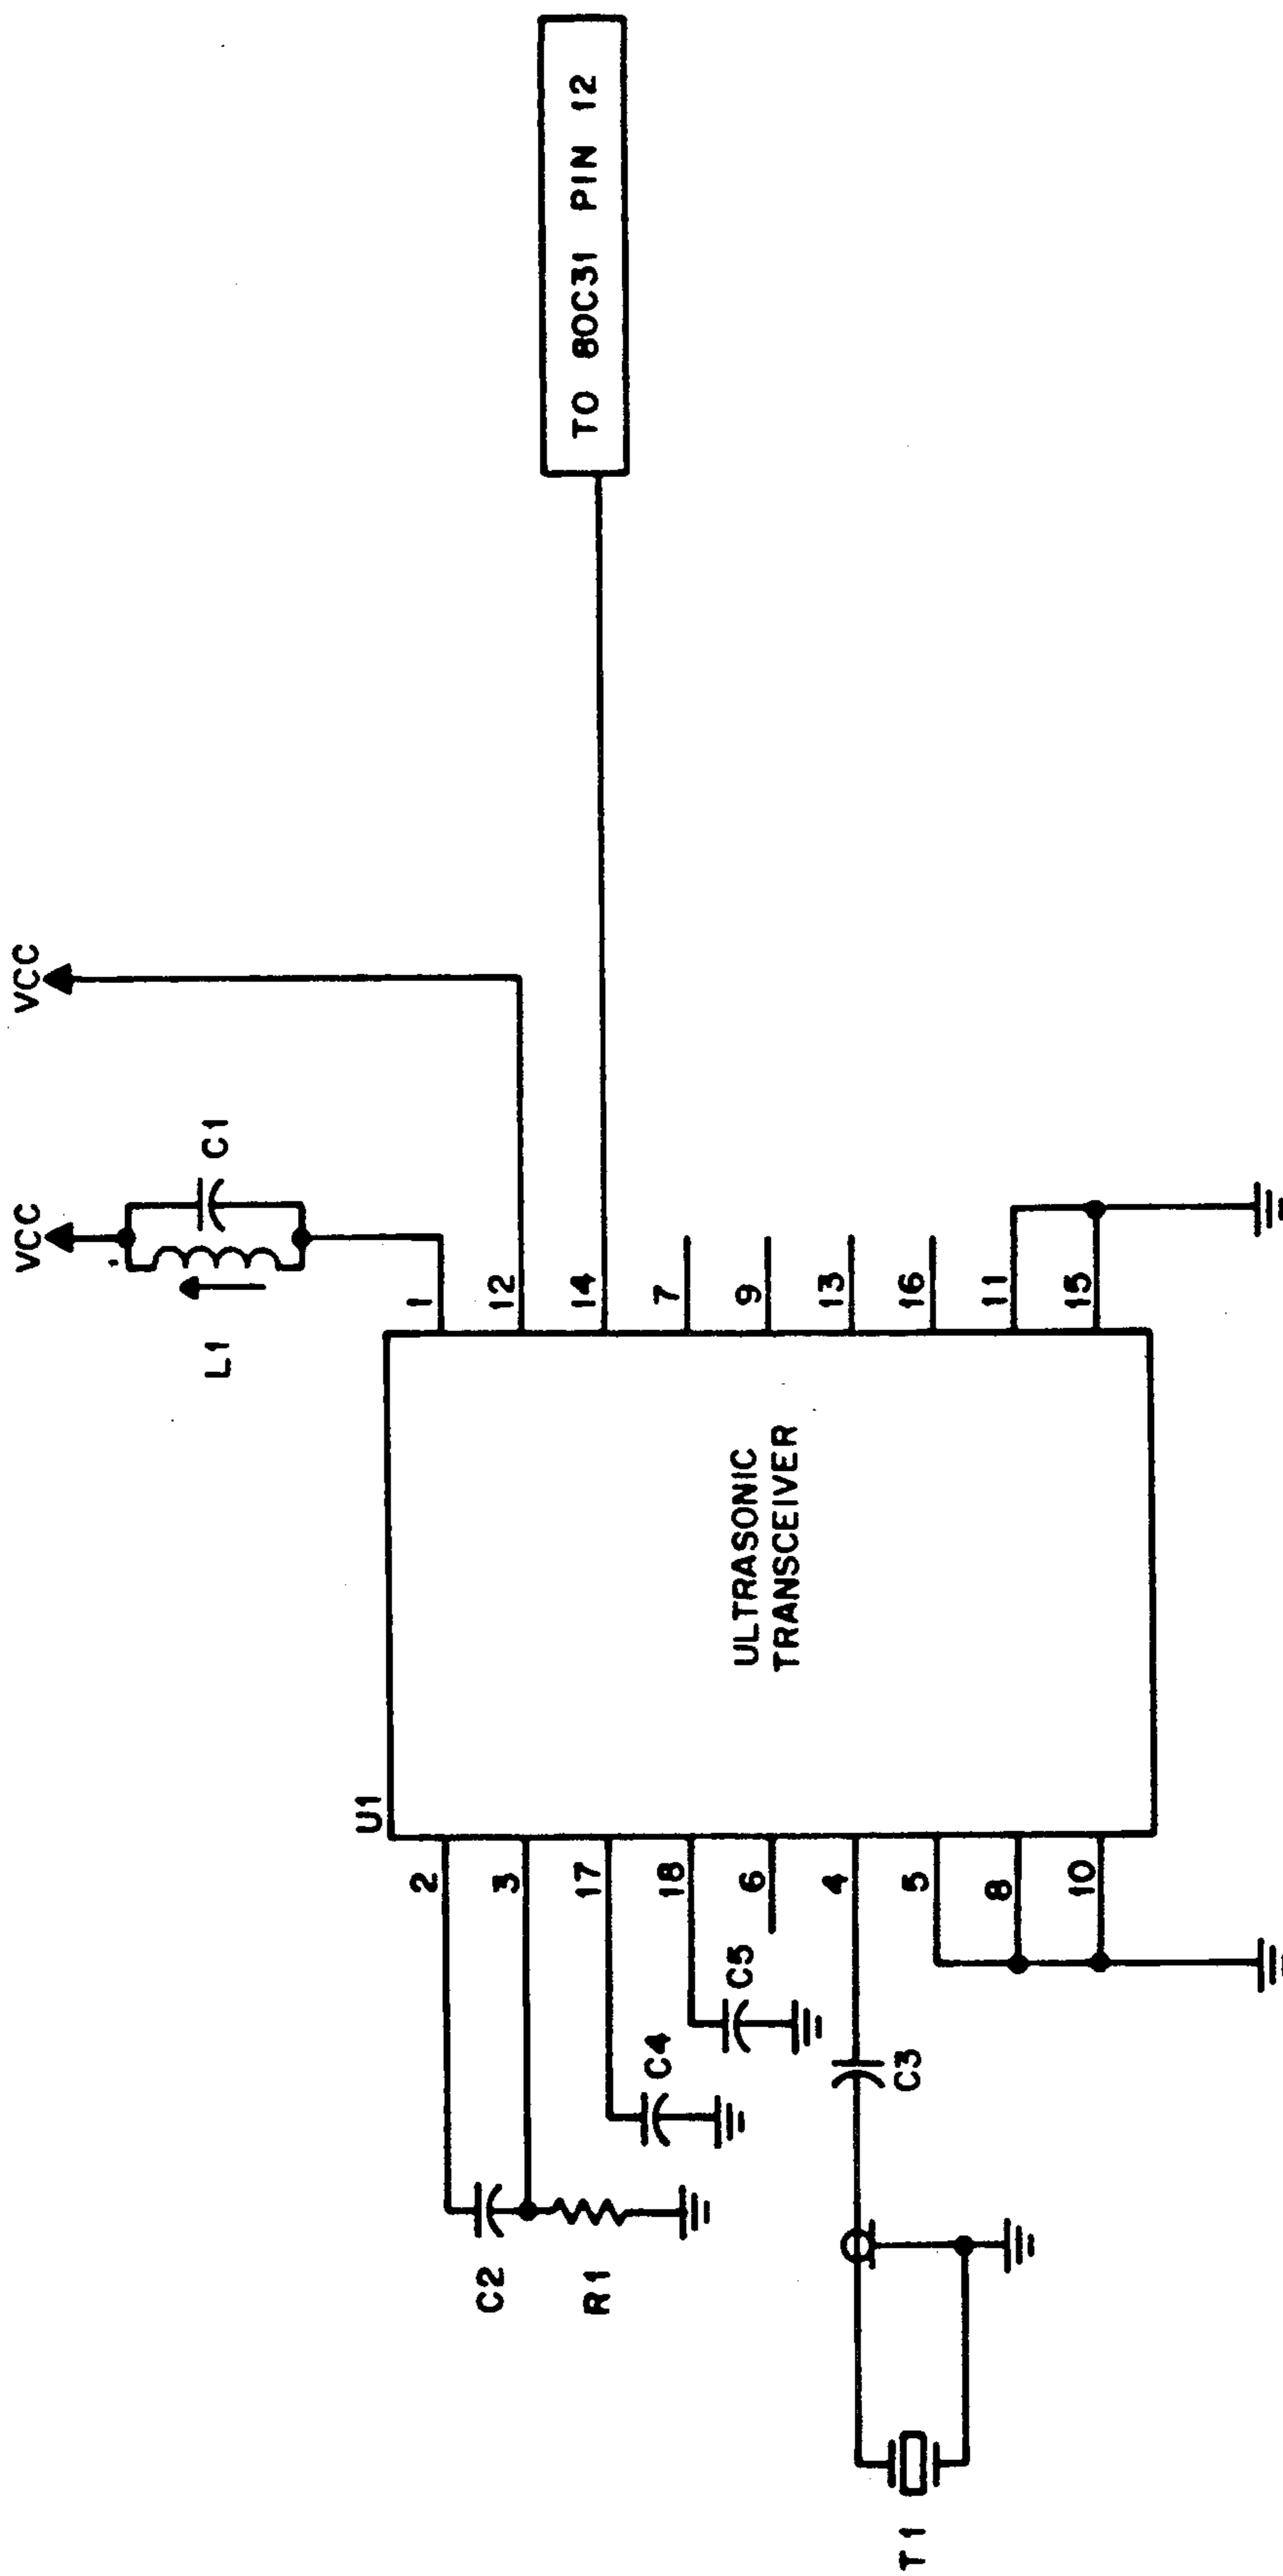 VCC
VCC
L1
C1
U1
2
3
17
18
6
4
5
8
10
1
12
14
7
9
13
16
11
15
ULTRASONIC
TRANSCEIVER
TO 80C31 PIN 12
C2
R1
C4
C5
C3
T1